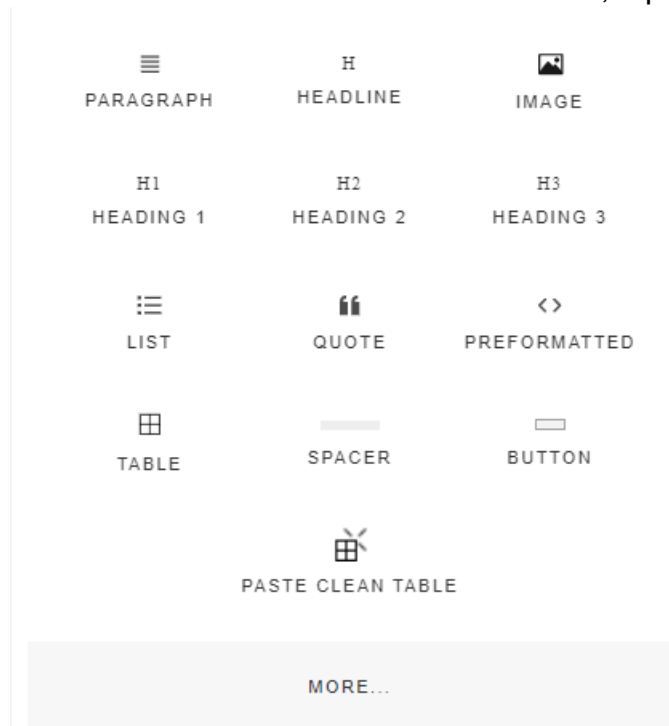 PARAGRAPH HEADLINE IMAGE
H1 H2 H3
HEADING 1 HEADING 2 HEADING 3
LIST QUOTE PREFORMATTED
TABLE SPACER BUTTON
PASTE CLEAN TABLE
MORE...